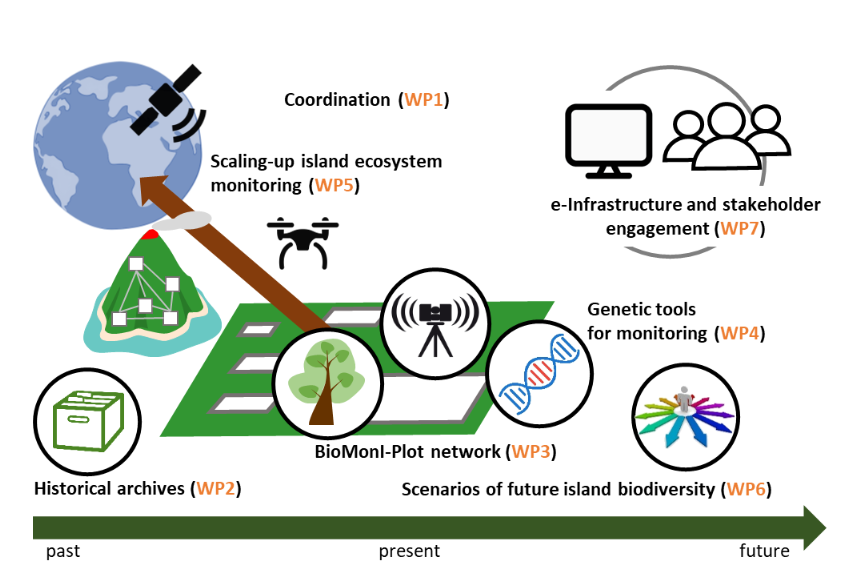 Coordination (WP1)
Scaling-up island ecosystem
monitoring (WP5)
e-Infrastructure and stakeholder
engagement (WP7)
Genetic tools
for monitoring (WP4)
BioMonI-Plot network (WP3)
Historical archives (WP2)
Scenarios of future island biodiversity (WP6)
past
present
future